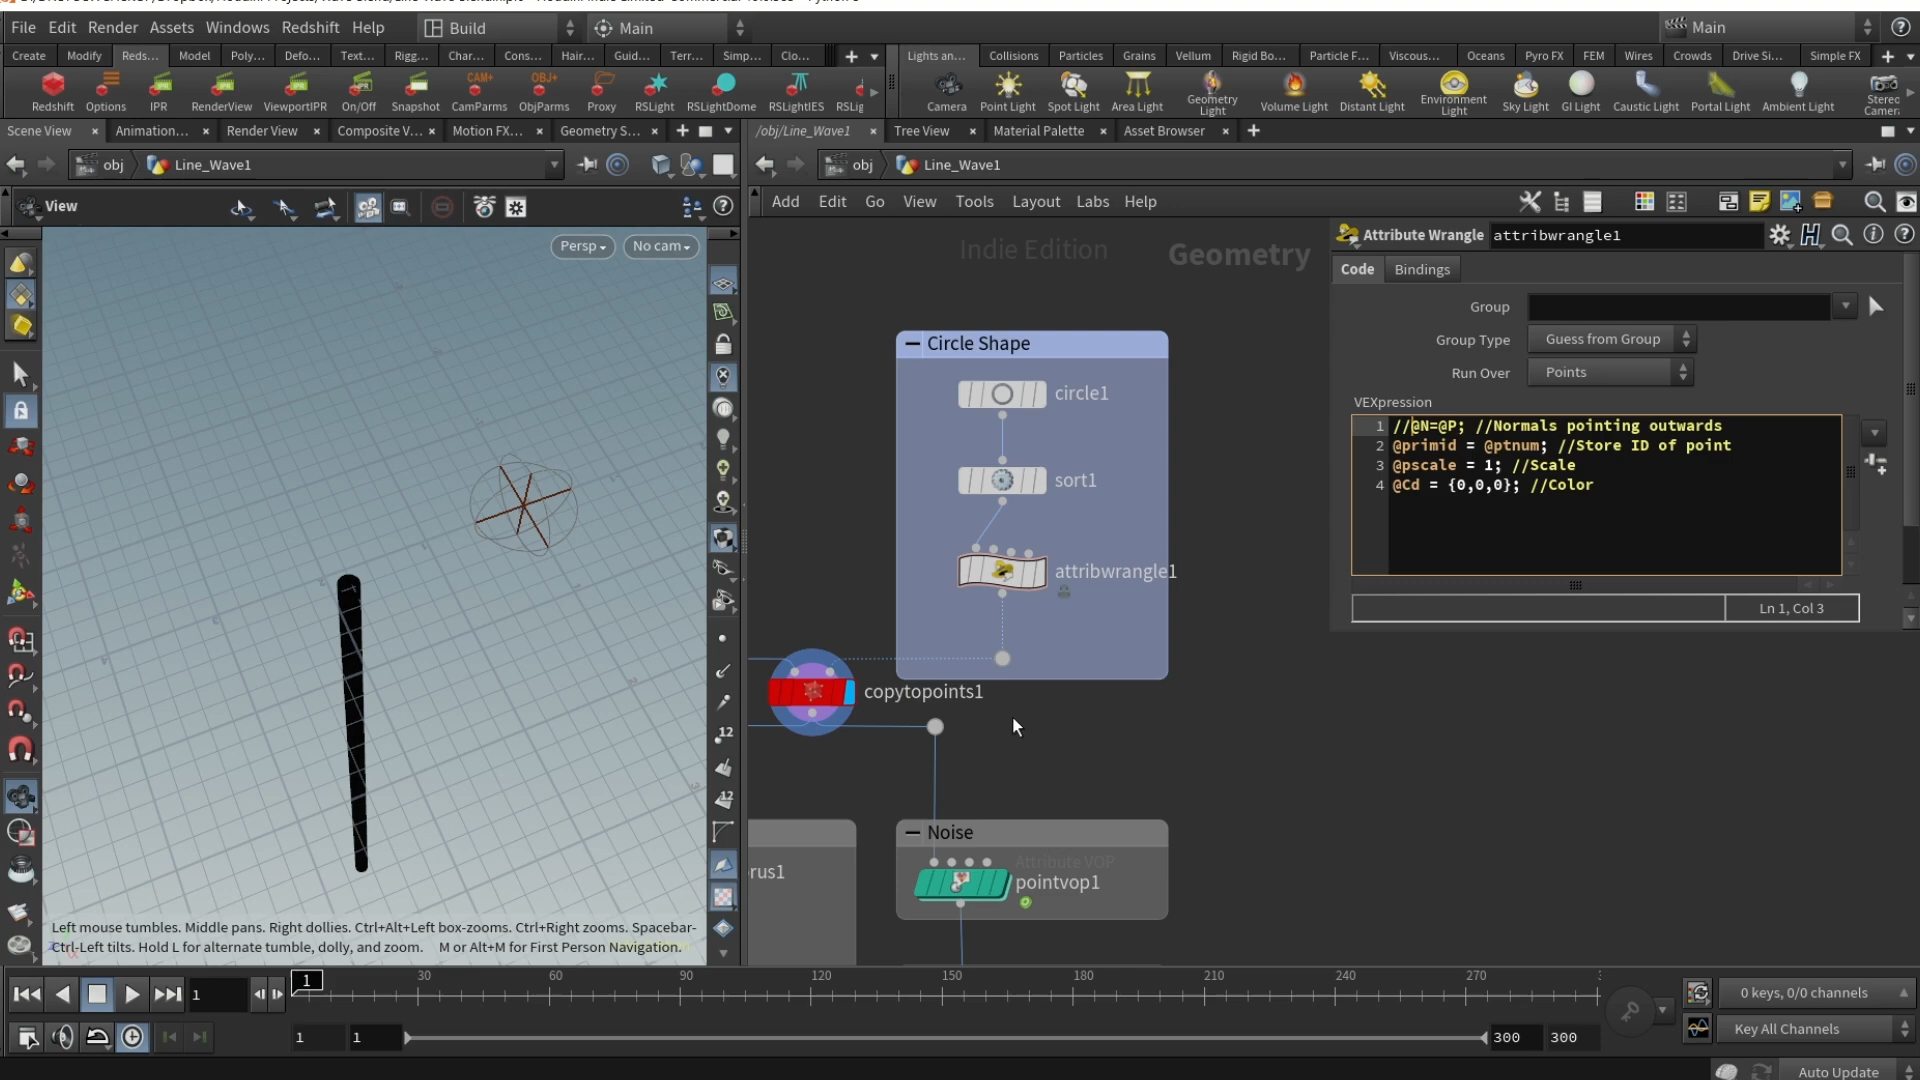 File Edit Render Assets Windows Redshift Help Build Main Main
Create Modify Reds... Model Poly... Defo... Text... Rigg... Char... Cons... Hair... Guid... Terr... Simp... Clo... Lights an... Collisions Particles Grains Vellum Rigid Bo... Particle F... Viscous... Oceans Pyro FX FEM Wires Crowds Drive Si... Simple FX
Redshift Options IPR RenderView ViewportIPR On/Off Snapshot CamParms ObjParms Proxy RSLight RSLightDome RSLightIES RSLig Camera Point Light Spot Light Area Light Geometry Light Volume Light Distant Light Environment Light Sky Light GI Light Caustic Light Portal Light Ambient Light Stereo Camera
Scene View Animation... Render View Composite V... Motion FX... Geometry S... /obj/Line_Wave1 Tree View Material Palette Asset Browser
obj Line_Wave1 obj Line_Wave1
View Add Edit Go View Tools Layout Labs Help
Persp No cam
Indie Edition Geometry
Attribute Wrangle attribwrangle1
Code Bindings
Group
Group Type Guess from Group
Run Over Points
VEXpression
1 //@N=@P; //Normals pointing outwards
2 @primid = @ptnum; //Store ID of point
3 @pscale = 1; //Scale
4 @Cd = {0,0,0}; //Color
Ln 1, Col 3
Circle Shape
circle1
sort1
attribwrangle1
copytopoints1
Noise
Attribute VOP
pointvop1
rus1
Left mouse tumbles. Middle pans. Right dollies. Ctrl+Alt+Left box-zooms. Ctrl+Right zooms. Spacebar-
Ctrl-Left tilts. Hold L for alternate tumble, dolly, and zoom. M or Alt+M for First Person Navigation.
1 1 30 60 90 120 150 180 210 240 270
0 keys, 0/0 channels
1 1 300 300 Key All Channels
Auto Update